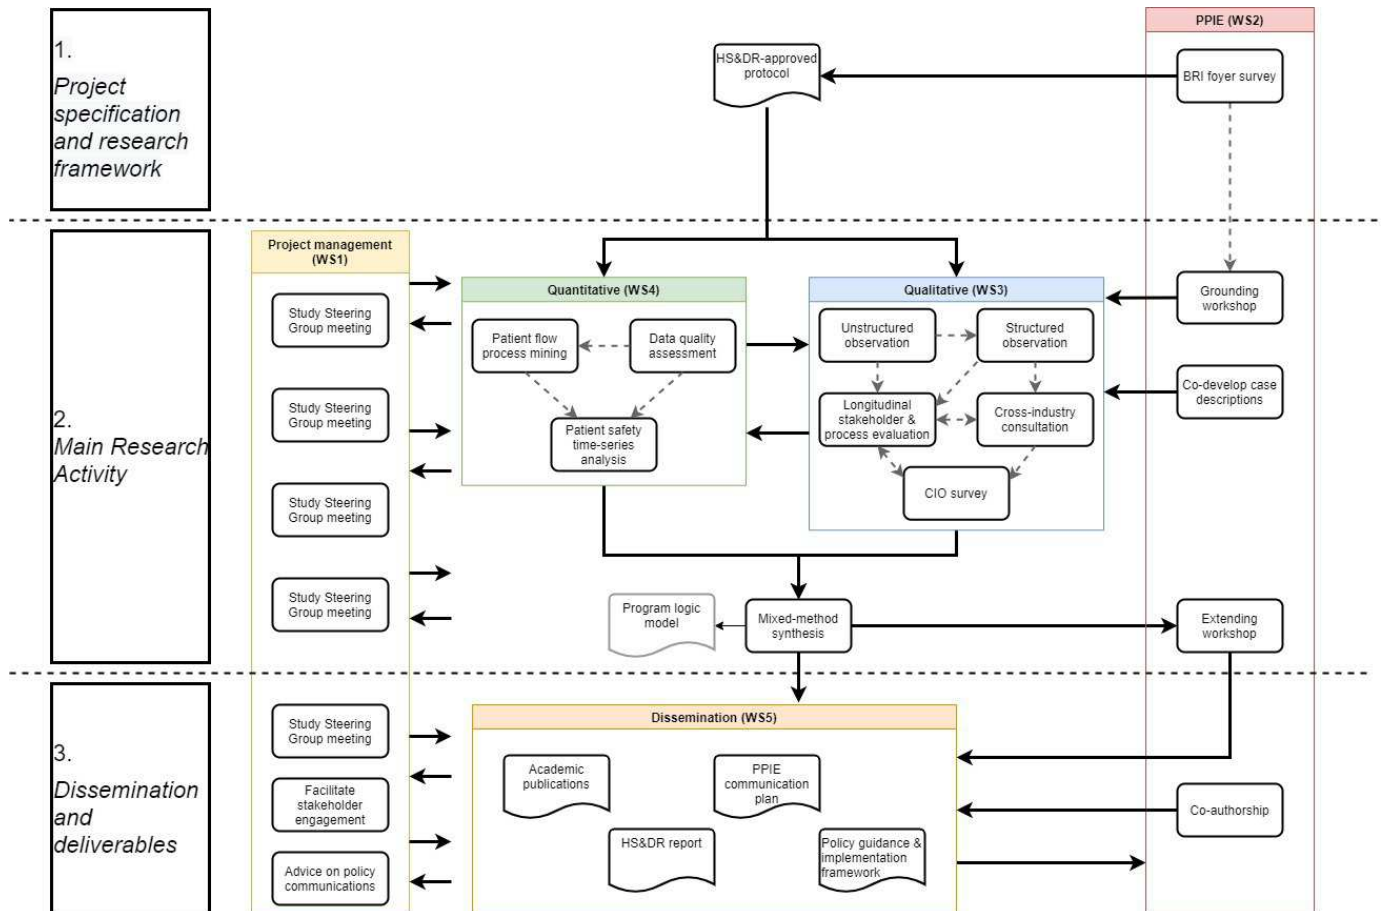 1.
Project
specification
and research
framework
HS&DR-approved
protocol
PPIE (WS2)
BRI foyer survey
2.
Main Research
Activity
Project management
(WS1)
Study Steering
Group meeting
Study Steering
Group meeting
Study Steering
Group meeting
Study Steering
Group meeting
Quantitative (WS4)
Patient flow
process mining
Data quality
assessment
Patient safety
time-series
analysis
Qualitative (WS3)
Unstructured
observation
Structured
observation
Longitudinal
stakeholder &
process evaluation
Cross-industry
consultation
CIO survey
Grounding
workshop
Co-develop case
descriptions
Program logic
model
Mixed-method
synthesis
Extending
workshop
3.
Dissemination
and
deliverables
Study Steering
Group meeting
Facilitate
stakeholder
engagement
Advice on policy
communications
Dissemination (WS5)
Academic
publications
PPIE
communication
plan
HS&DR report
Policy guidance &
implementation
framework
Co-authorship